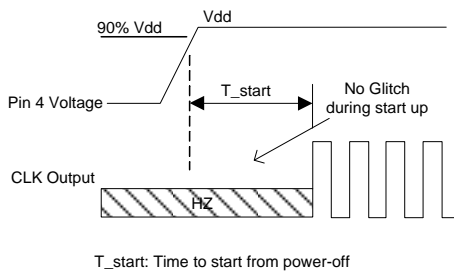 Vdd
90% Vdd
T_start
No Glitch
during start up
Pin 4 Voltage
CLK Output
HZ
T_start: Time to start from power-off